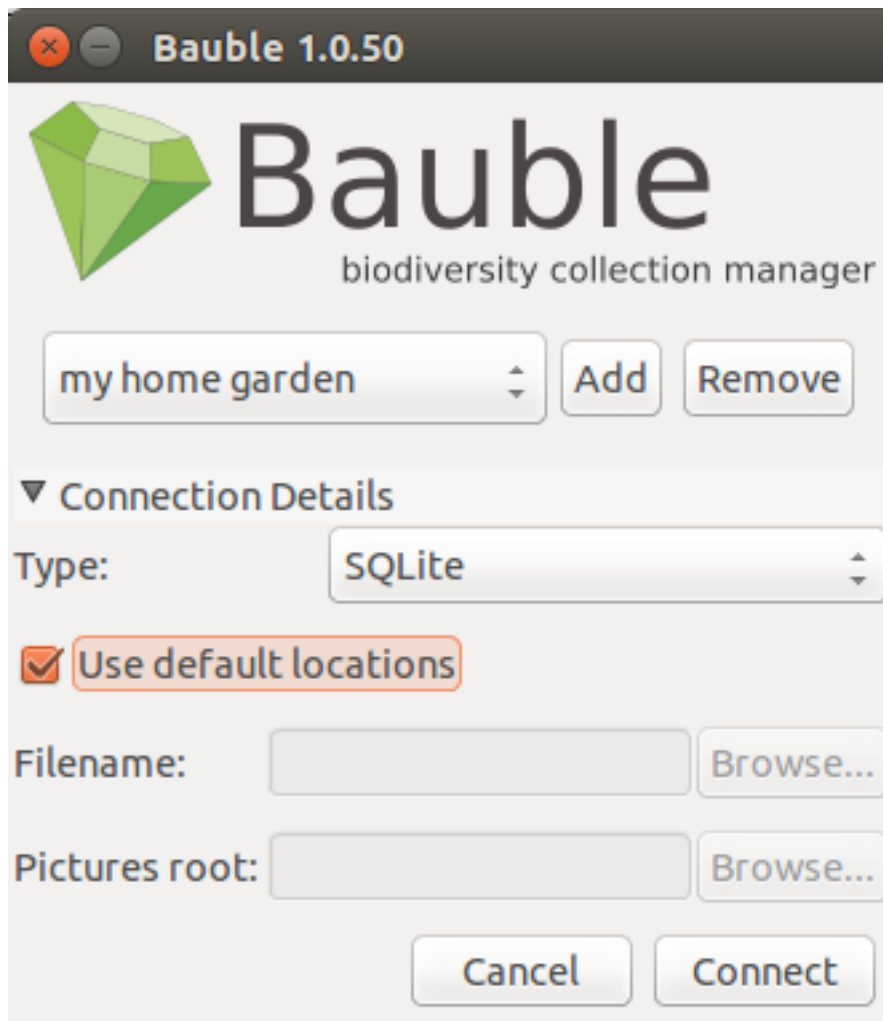 Bauble 1.0.50
Bauble
biodiversity collection manager
my home garden Add Remove
Connection Details
Type: SQLite
Use default locations
Filename: Browse...
Pictures root: Browse...
Cancel Connect